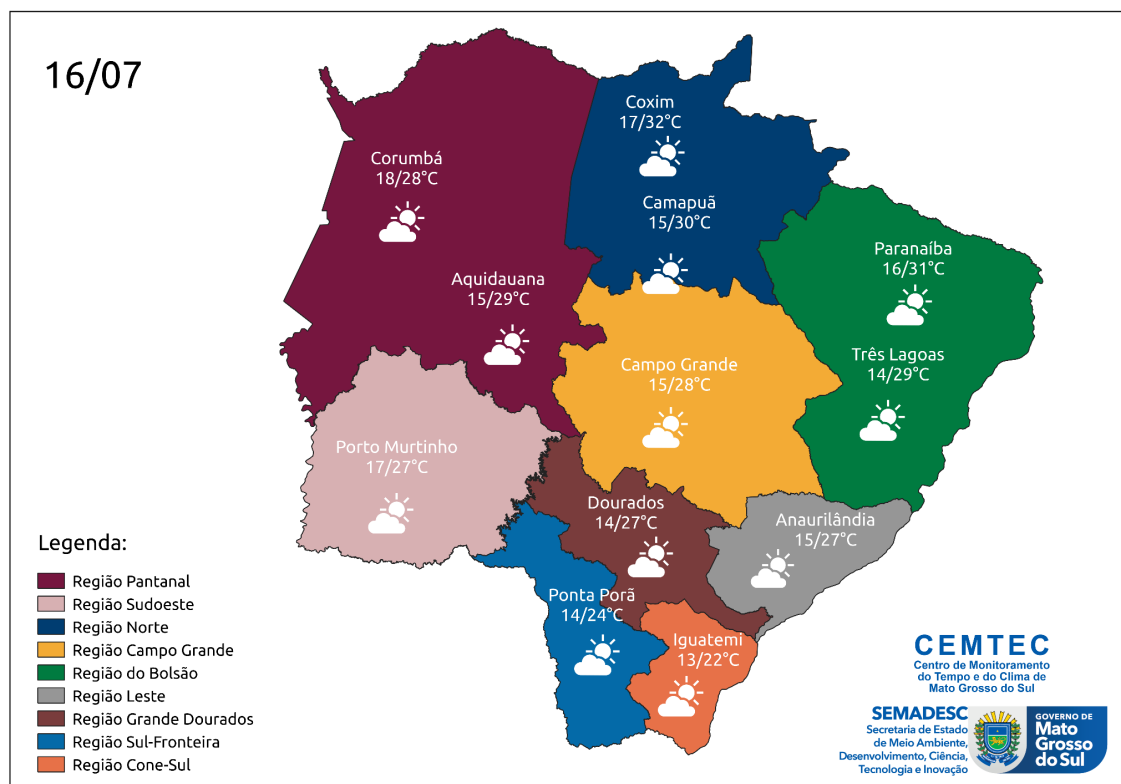 16/07
Coxim
17/32°C
Corumbá
18/28°C
Camapuã
15/30°C
Paranaíba
16/31°C
Aquidauana
15/29°C
Três Lagoas
14/29°C
Campo Grande
15/28°C
Porto Murtinho
17/27°C
Dourados
14/27°C
Anaurilândia
15/27°C
Ponta Porã
14/24°C
Iguatemi
13/22°C
Legenda:
Região Pantanal
Região Sudoeste
Região Norte
Região Campo Grande
Região do Bolsão
Região Leste
Região Grande Dourados
Região Sul-Fronteira
Região Cone-Sul
CEMTEC
Centro de Monitoramento
do Tempo e do Clima de
Mato Grosso do Sul
SEMADESC
Secretaria de Estado
de Meio Ambiente,
Desenvolvimento, Ciência,
Tecnologia e Inovação
GOVERNO DE
Mato
Grosso
do Sul